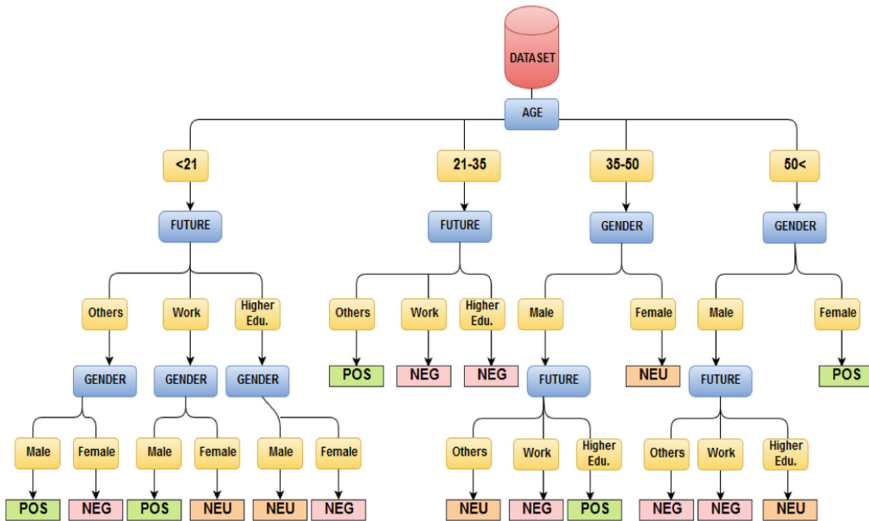 DATASET
AGE
<21 21-35 35-50 50<
FUTURE FUTURE GENDER GENDER
Others Work Higher Edu. Others Work Higher Edu. Male Female Male Female
POS NEG NEG NEU POS
GENDER GENDER GENDER FUTURE FUTURE
Male Female Male Female Male Female Others Work Higher Edu. Others Work Higher Edu.
POS NEG POS NEU NEU NEG NEU NEG POS NEG NEG NEU